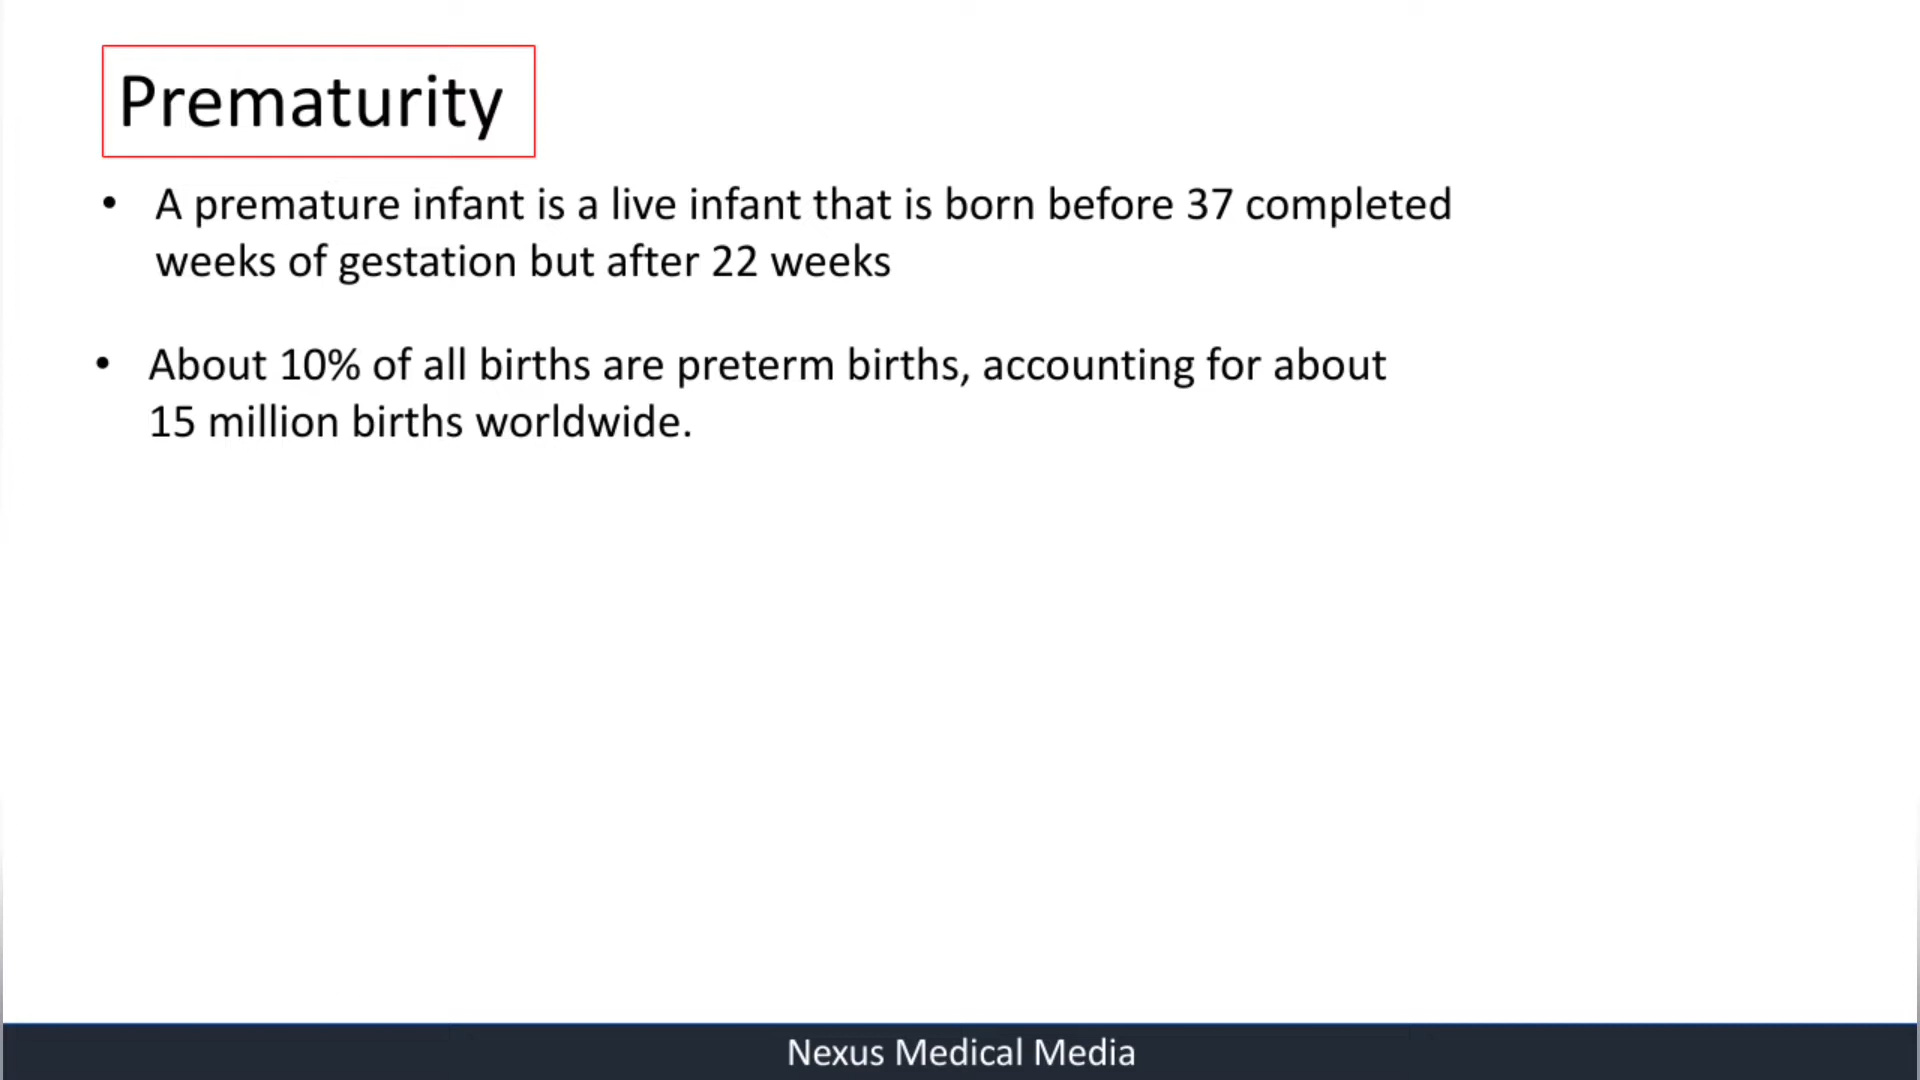 Prematurity
• A premature infant is a live infant that is born before 37 completed
weeks of gestation but after 22 weeks
• About 10% of all births are preterm births, accounting for about
15 million births worldwide.
Nexus Medical Media